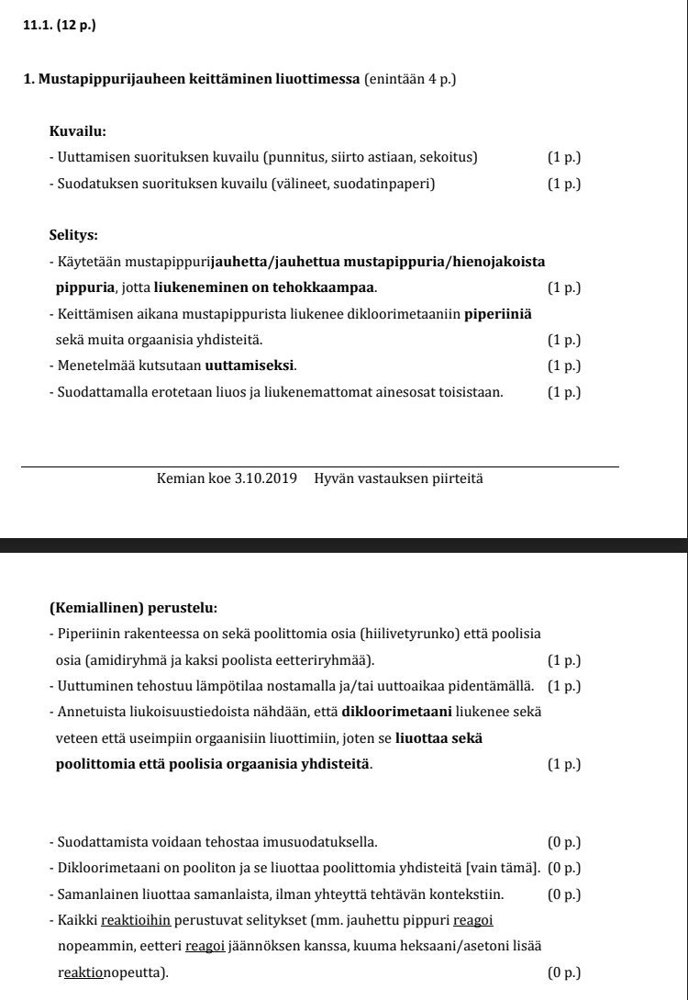 11.1. (12 p.)
1. Mustapippurijauheen keittäminen liuottimessa (enintään 4 p.)
Kuvailu:
- Uuttamisen suorituksen kuvailu (punnitus, siirto astiaan, sekoitus) (1 p.)
- Suodatuksen suorituksen kuvailu (välineet, suodatinpaperi) (1 p.)
Selitys:
- Käytetään mustapippurijauhetta/jauhettua mustapippuria/hienojakoista
pippuria, jotta liukeneminen on tehokkaampaa. (1 p.)
- Keittämisen aikana mustapippurista liukenee dikloorimetaaniin piperiiniä
sekä muita orgaanisia yhdisteitä. (1 p.)
- Menetelmää kutsutaan uuttamiseksi. (1 p.)
- Suodattamalla erotetaan liuos ja liukenemattomat ainesosat toisistaan. (1 p.)
Kemian koe 3.10.2019 Hyvän vastauksen piirteitä
(Kemiallinen) perustelu:
- Piperiinin rakenteessa on sekä poolittomia osia (hiilivetyrunko) että poolisia
osia (amidiryhmä ja kaksi poolista eetteriryhmää). (1 p.)
- Uuttuminen tehostuu lämpötilaa nostamalla ja/tai uuttoaikaa pidentämällä. (1 p.)
- Annetuista liukoisuustiedoista nähdään, että dikloorimetaani liukenee sekä
veteen että useimpiin orgaanisiin liuottimiin, joten se liuottaa sekä
poolittomia että poolisia orgaanisia yhdisteitä. (1 p.)
- Suodattamista voidaan tehostaa imusuodatuksella. (0 p.)
- Dikloorimetaani on pooliton ja se liuottaa poolittomia yhdisteitä [vain tämä]. (0 p.)
- Samanlainen liuottaa samanlaista, ilman yhteyttä tehtävän kontekstiin. (0 p.)
- Kaikki reaktioihin perustuvat selitykset (mm. jauhettu pippuri reagoi
nopeammin, eetteri reagoi jäännöksen kanssa, kuuma heksaani/asetoni lisää
reaktionopeutta). (0 p.)